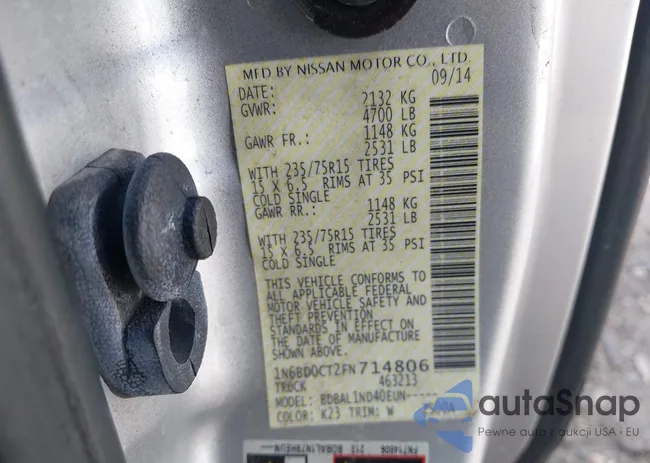 MFD BY NISSAN MOTOR CO., LTD.
DATE: 09/14
GVWR: 2132 KG
4700 LB
GAWR FR.: 1148 KG
2531 LB
WITH 235/75R15 TIRES
15 X 6.5 RIMS AT 35 PSI
COLD SINGLE
GAWR RR.: 1148 KG
2531 LB
WITH 235/75R15 TIRES
15 X 6.5 RIMS AT 35 PSI
COLD SINGLE
THIS VEHICLE CONFORMS TO
ALL APPLICABLE FEDERAL
MOTOR VEHICLE SAFETY AND
THEFT PREVENTION
STANDARDS IN EFFECT ON
THE DATE OF MANUFACTURE
SHOWN ABOVE.
1N6BD0CT2FN714806
TRUCK 463213
MODEL: BDBAL1ND40EUN
COLOR: K23 TRIM: W
FN714806 213
autoSnap
Pewne auta z aukcji USA i EU